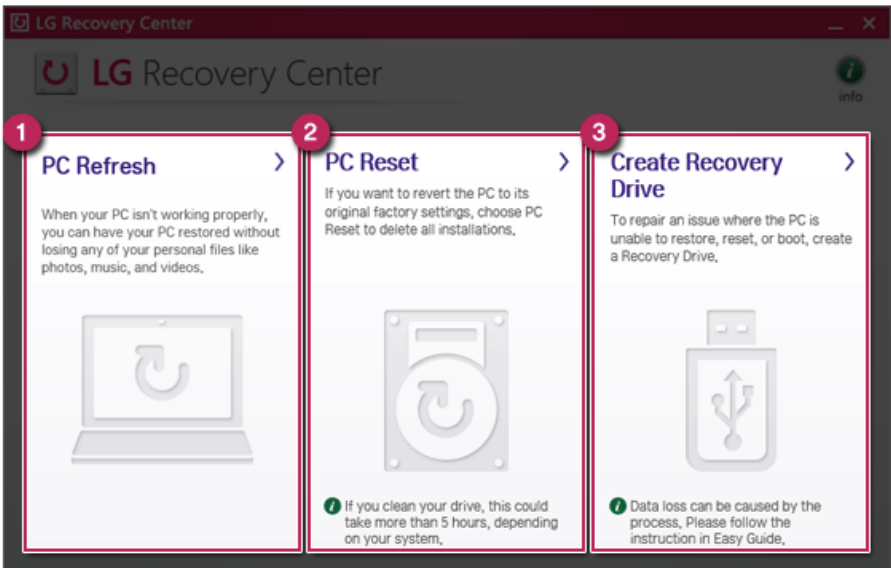 LG Recovery Center
LG Recovery Center
info
1
PC Refresh
When your PC isn't working properly,
you can have your PC restored without
losing any of your personal files like
photos, music, and videos.
2
PC Reset
If you want to revert the PC to its
original factory settings, choose PC
Reset to delete all installations.
If you clean your drive, this could
take more than 5 hours, depending
on your system.
3
Create Recovery
Drive
To repair an issue where the PC is
unable to restore, reset, or boot, create
a Recovery Drive.
Data loss can be caused by the
process. Please follow the
instruction in Easy Guide.